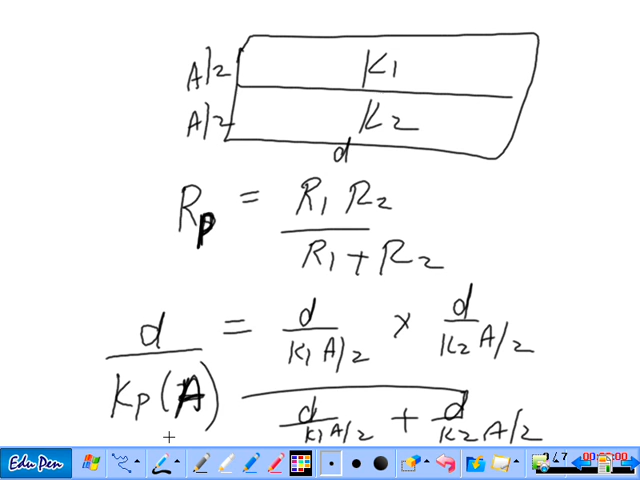 A/2 K1
A/2 K2
d
Rp = R1 R2
R1 + R2
d = d × d
Kp(A) K1 A/2 K2 A/2
d + d
K1 A/2 K2 A/2
Edu Pen